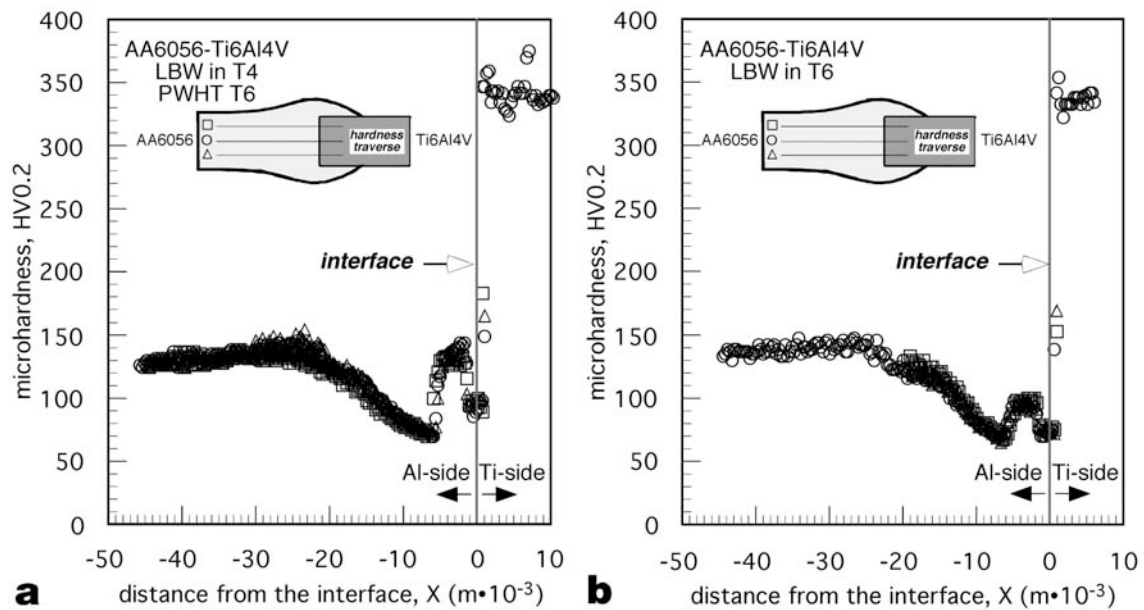 400
350
300
250
200
150
100
50
0
microhardness, HV0.2
AA6056-Ti6Al4V
LBW in T4
PWHT T6
AA6056
hardness
traverse
Ti6Al4V
interface
Al-side
Ti-side
-50 -40 -30 -20 -10 0 10
distance from the interface, X (m•10⁻³)
a
400
350
300
250
200
150
100
50
0
microhardness, HV0.2
AA6056-Ti6Al4V
LBW in T6
AA6056
hardness
traverse
Ti6Al4V
interface
Al-side
Ti-side
-50 -40 -30 -20 -10 0 10
distance from the interface, X (m•10⁻³)
b